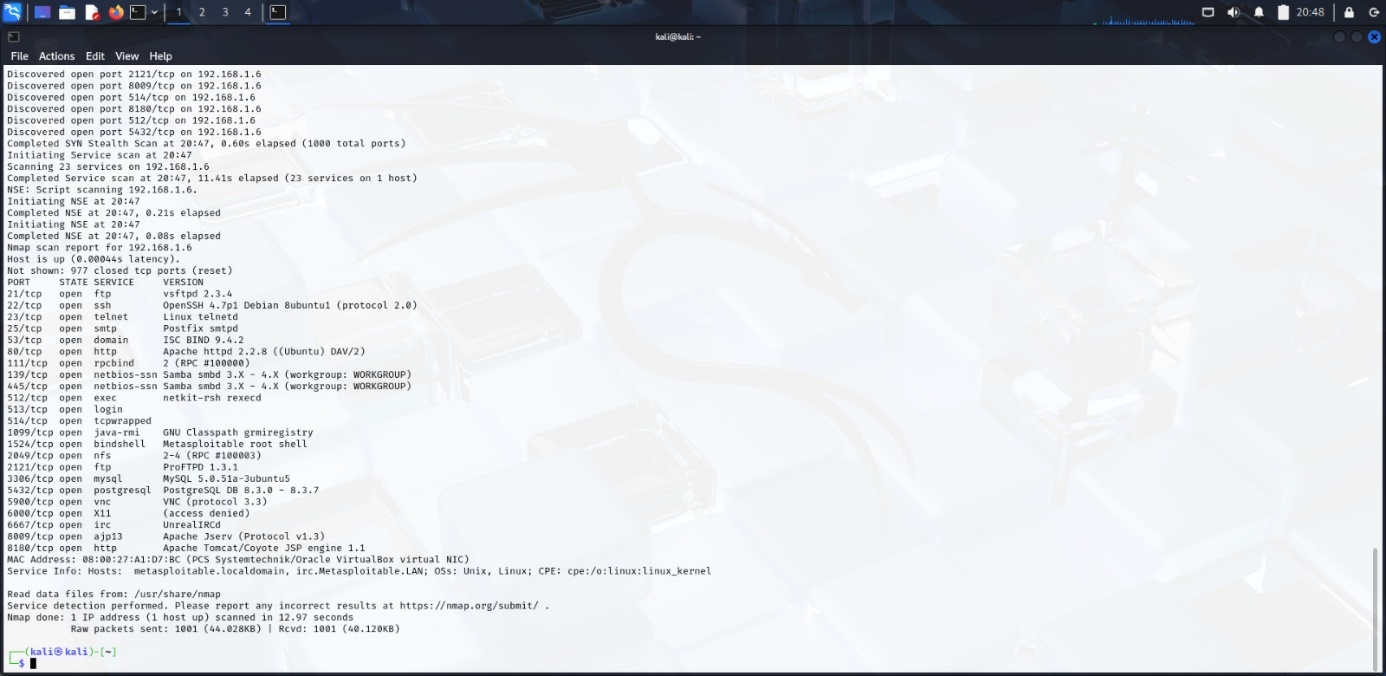 1 2 3 4 20:48
kali@kali: ~
File Actions Edit View Help
Discovered open port 2121/tcp on 192.168.1.6
Discovered open port 8009/tcp on 192.168.1.6
Discovered open port 514/tcp on 192.168.1.6
Discovered open port 8180/tcp on 192.168.1.6
Discovered open port 512/tcp on 192.168.1.6
Discovered open port 5432/tcp on 192.168.1.6
Completed SYN Stealth Scan at 20:47, 0.60s elapsed (1000 total ports)
Initiating Service scan at 20:47
Scanning 23 services on 192.168.1.6
Completed Service scan at 20:47, 11.41s elapsed (23 services on 1 host)
NSE: Script scanning 192.168.1.6.
Initiating NSE at 20:47
Completed NSE at 20:47, 0.21s elapsed
Initiating NSE at 20:47
Completed NSE at 20:47, 0.08s elapsed
Nmap scan report for 192.168.1.6
Host is up (0.00044s latency).
Not shown: 977 closed tcp ports (reset)
PORT STATE SERVICE VERSION
21/tcp open ftp vsftpd 2.3.4
22/tcp open ssh OpenSSH 4.7p1 Debian 8ubuntu1 (protocol 2.0)
23/tcp open telnet Linux telnetd
25/tcp open smtp Postfix smtpd
53/tcp open domain ISC BIND 9.4.2
80/tcp open http Apache httpd 2.2.8 ((Ubuntu) DAV/2)
111/tcp open rpcbind 2 (RPC #100000)
139/tcp open netbios-ssn Samba smbd 3.X - 4.X (workgroup: WORKGROUP)
445/tcp open netbios-ssn Samba smbd 3.X - 4.X (workgroup: WORKGROUP)
512/tcp open exec netkit-rsh rexecd
513/tcp open login
514/tcp open tcpwrapped
1099/tcp open java-rmi GNU Classpath grmiregistry
1524/tcp open bindshell Metasploitable root shell
2049/tcp open nfs 2-4 (RPC #100003)
2121/tcp open ftp ProFTPD 1.3.1
3306/tcp open mysql MySQL 5.0.51a-3ubuntu5
5432/tcp open postgresql PostgreSQL DB 8.3.0 - 8.3.7
5900/tcp open vnc VNC (protocol 3.3)
6000/tcp open X11 (access denied)
6667/tcp open irc UnrealIRCd
8009/tcp open ajp13 Apache Jserv (Protocol v1.3)
8180/tcp open http Apache Tomcat/Coyote JSP engine 1.1
MAC Address: 08:00:27:A1:D7:BC (PCS Systemtechnik/Oracle VirtualBox virtual NIC)
Service Info: Hosts:  metasploitable.localdomain, irc.Metasploitable.LAN; OSs: Unix, Linux; CPE: cpe:/o:linux:linux_kernel
Read data files from: /usr/share/nmap
Service detection performed. Please report any incorrect results at https://nmap.org/submit/ .
Nmap done: 1 IP address (1 host up) scanned in 12.97 seconds
Raw packets sent: 1001 (44.028KB) | Rcvd: 1001 (40.120KB)
┌──(kali㉿kali)-[~]
└─$